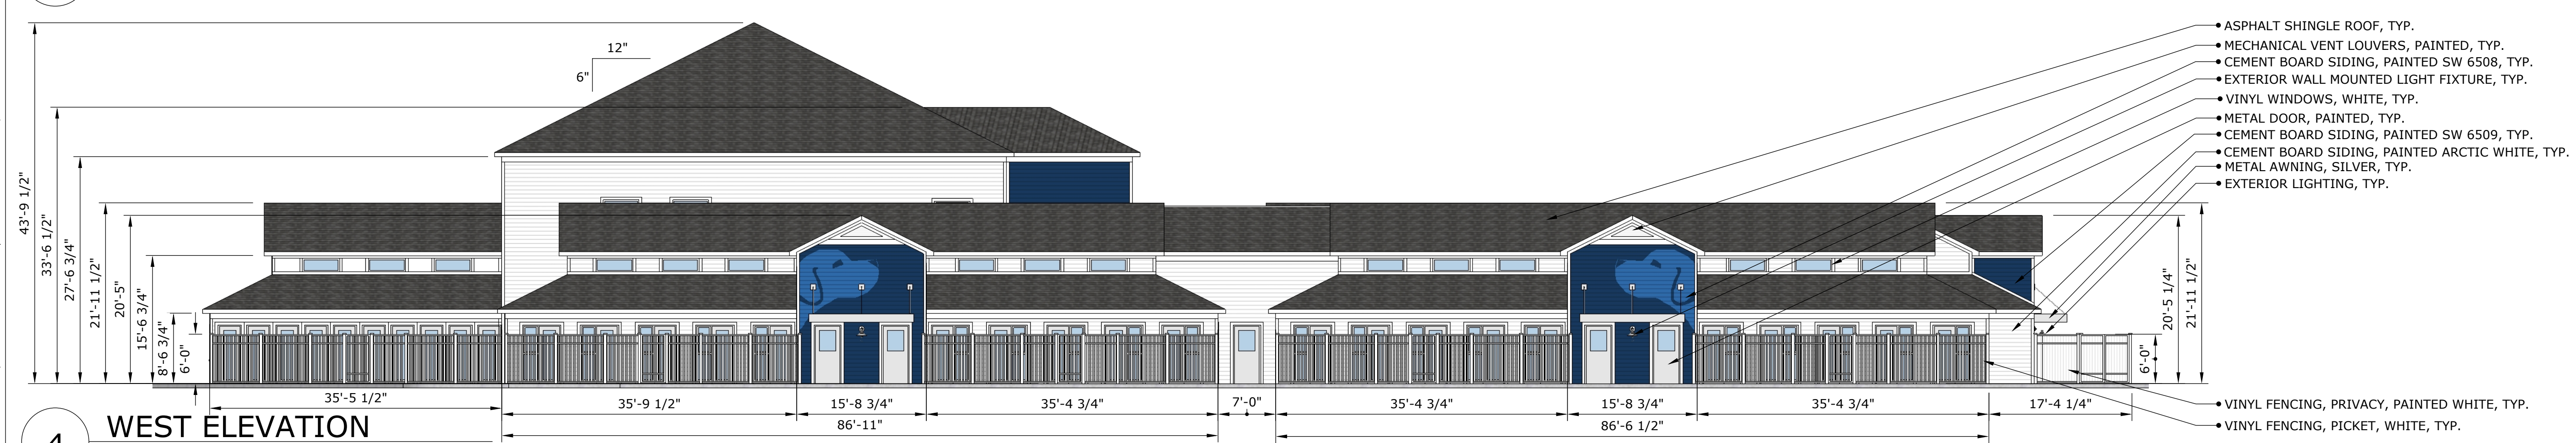 ASPHALT SHINGLE ROOF, TYP.
MECHANICAL VENT LOUVERS, PAINTED, TYP.
CEMENT BOARD SIDING, PAINTED SW 6508, TYP.
EXTERIOR WALL MOUNTED LIGHT FIXTURE, TYP.
VINYL WINDOWS, WHITE, TYP.
METAL DOOR, PAINTED, TYP.
CEMENT BOARD SIDING, PAINTED SW 6509, TYP.
CEMENT BOARD SIDING, PAINTED ARCTIC WHITE, TYP.
METAL AWNING, SILVER, TYP.
EXTERIOR LIGHTING, TYP.
12"
6"
43'-9 1/2"
33'-6 1/2"
27'-6 3/4"
21'-11 1/2"
20'-5"
15'-6 3/4"
8'-6 3/4"
6'-0"
6'-0"
20'-5 1/4"
21'-11 1/2"
35'-5 1/2"
35'-9 1/2"
15'-8 3/4"
35'-4 3/4"
7'-0"
35'-4 3/4"
15'-8 3/4"
35'-4 3/4"
17'-4 1/4"
86'-11"
86'-6 1/2"
VINYL FENCING, PRIVACY, PAINTED WHITE, TYP.
VINYL FENCING, PICKET, WHITE, TYP.
4
WEST ELEVATION